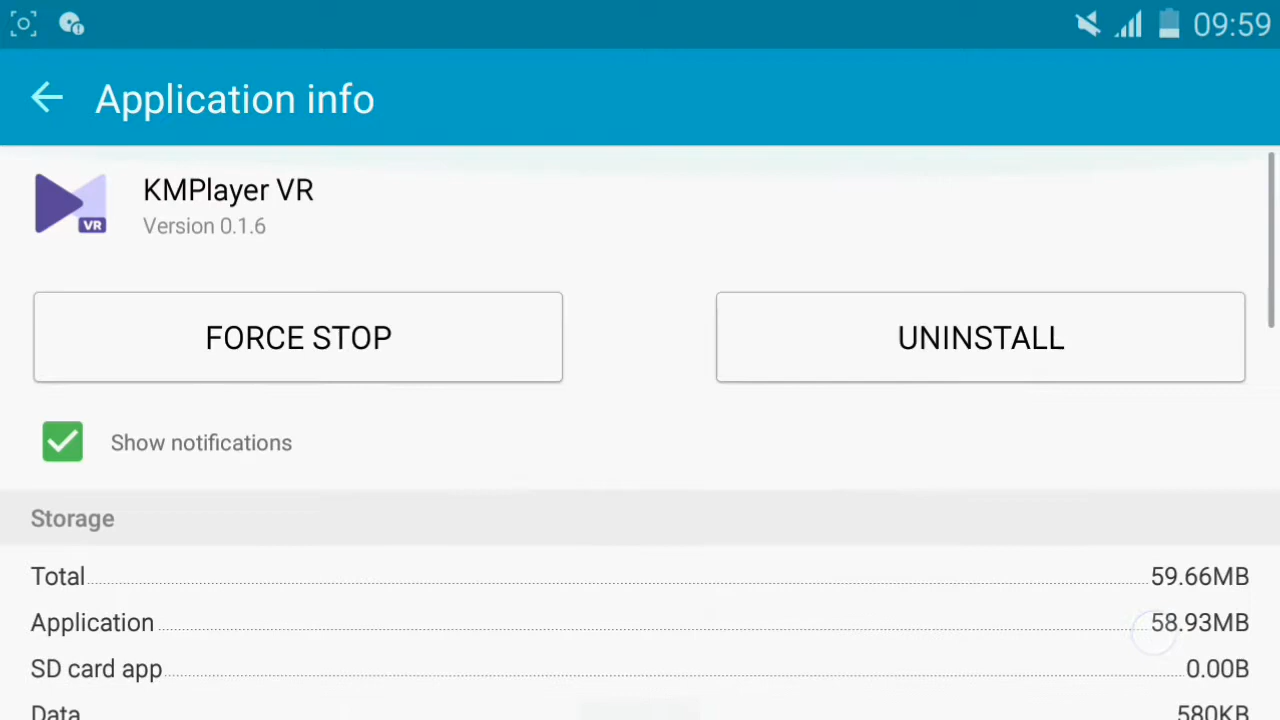 09:59
Application info
KMPlayer VR
VR
Version 0.1.6
FORCE STOP
UNINSTALL
Show notifications
Storage
Total 59.66MB
Application 58.93MB
SD card app 0.00B
Data 580KB